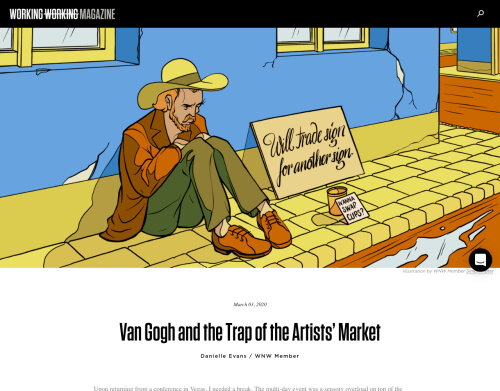 WORKING WORKING MAGAZINE
Will trade sign
for another sign.
WANNA
SWAP
CUPS?
illustration by WNW Member
March 03, 2020
Van Gogh and the Trap of the Artists' Market
Danielle Evans / WNW Member
Upon returning from a conference in Vegas, I needed a break. The multi-day event was a sensory overload on top of the